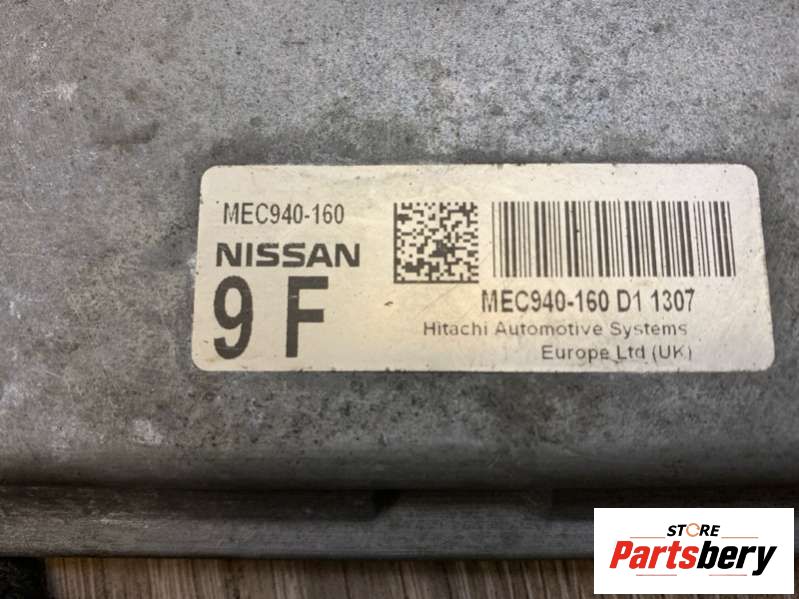 MEC940-160
NISSAN
9 F
MEC940-160 D1 1307
Hitachi Automotive Systems
Europe Ltd (UK)
STORE
Partsbery